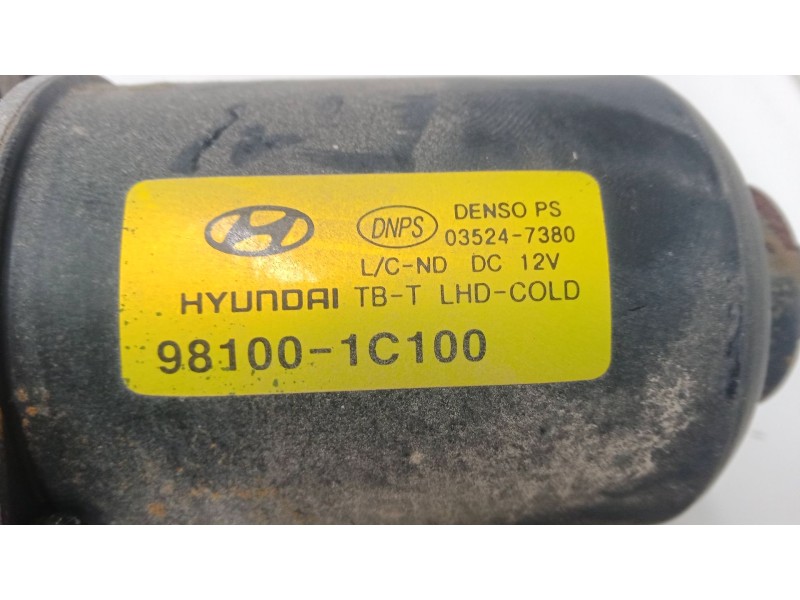 DNPS DENSO PS
03524-7380
L/C-ND DC 12V
HYUNDAI TB-T LHD-COLD
98100-1C100